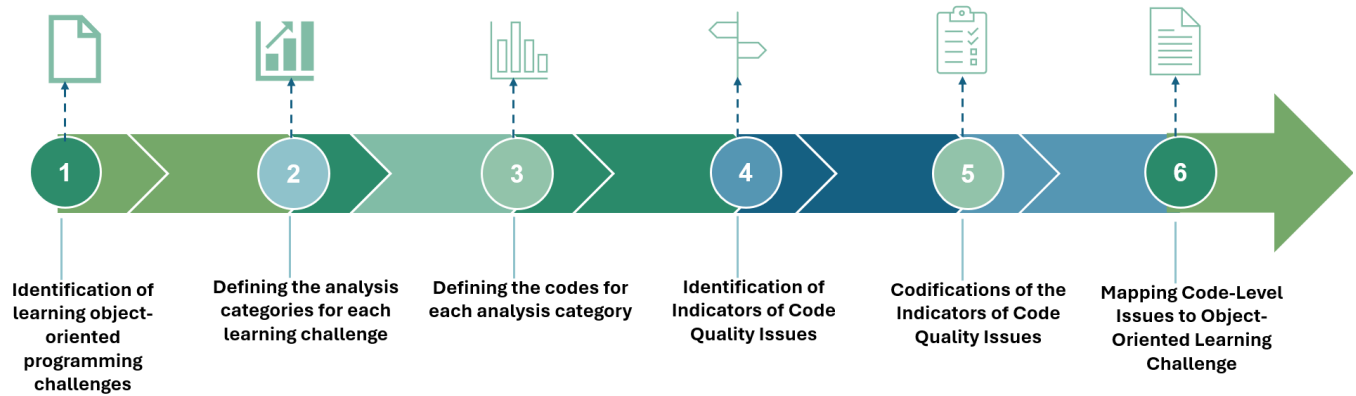 1
2
3
4
5
6
Identification of
learning object-
oriented
programming
challenges
Defining the analysis
categories for each
learning challenge
Defining the codes for
each analysis category
Identification of
Indicators of Code
Quality Issues
Codifications of the
Indicators of Code
Quality Issues
Mapping Code-Level
Issues to Object-
Oriented Learning
Challenge